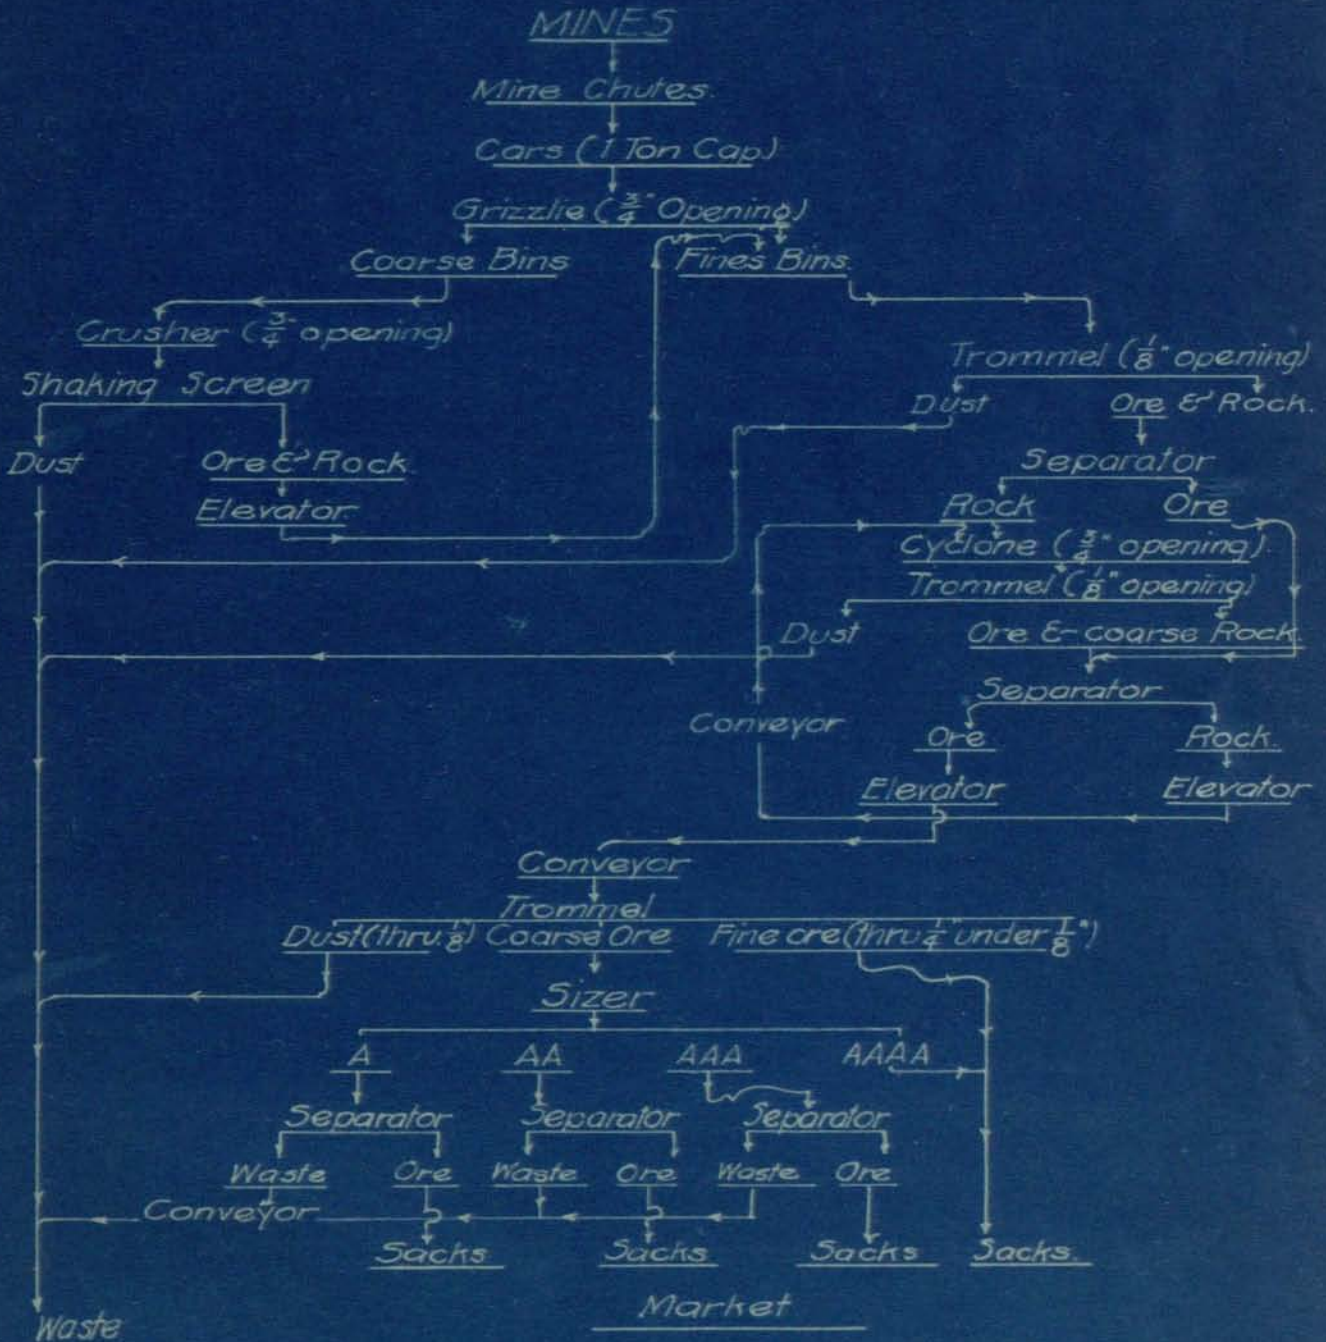 MINES
Mine Chutes.
Cars (1 Ton Cap)
Grizzlie (3/4" Opening)
Coarse Bins Fines Bins.
Crusher (3/4" opening)
Trommel (1/8" opening)
Shaking Screen
Dust Ore & Rock.
Dust Ore & Rock.
Separator
Elevator
Rock Ore
Cyclone (3/4" opening)
Trommel (1/8" opening)
Dust Ore & coarse Rock.
Separator
Conveyor
Ore Rock.
Elevator Elevator
Conveyor
Trommel
Dust (thru 1/8) Coarse Ore Fine ore (thru 1/4" under 1/8")
Sizer
A AA AAA AAAA
Separator Separator Separator
Waste Ore Waste Ore Waste Ore
Conveyor
Sacks Sacks Sacks Sacks.
Market
Waste